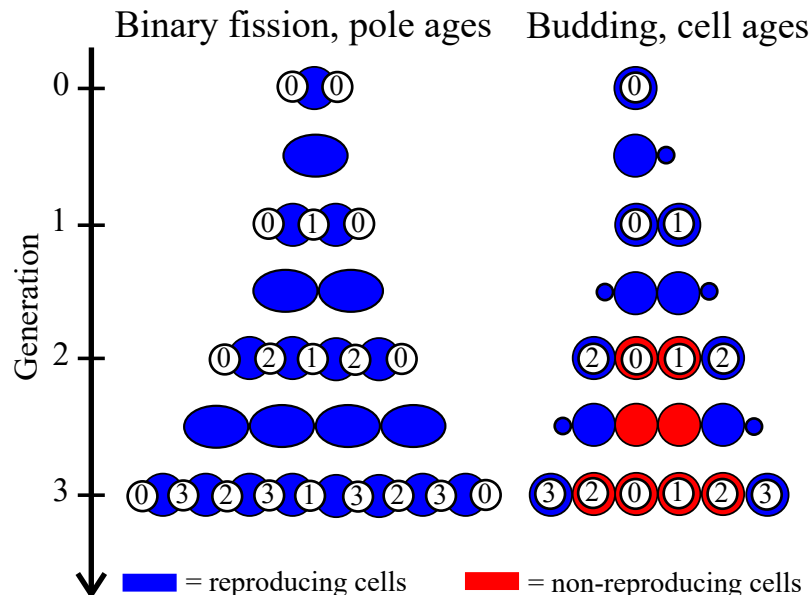 Binary fission, pole ages
Budding, cell ages
Generation
0
0 0
0
1
0 1 0
0 1
2
0 2 1 2 0
2 0 1 2
3
0 3 2 3 1 3 2 3 0
3 2 0 1 2 3
= reproducing cells
= non-reproducing cells